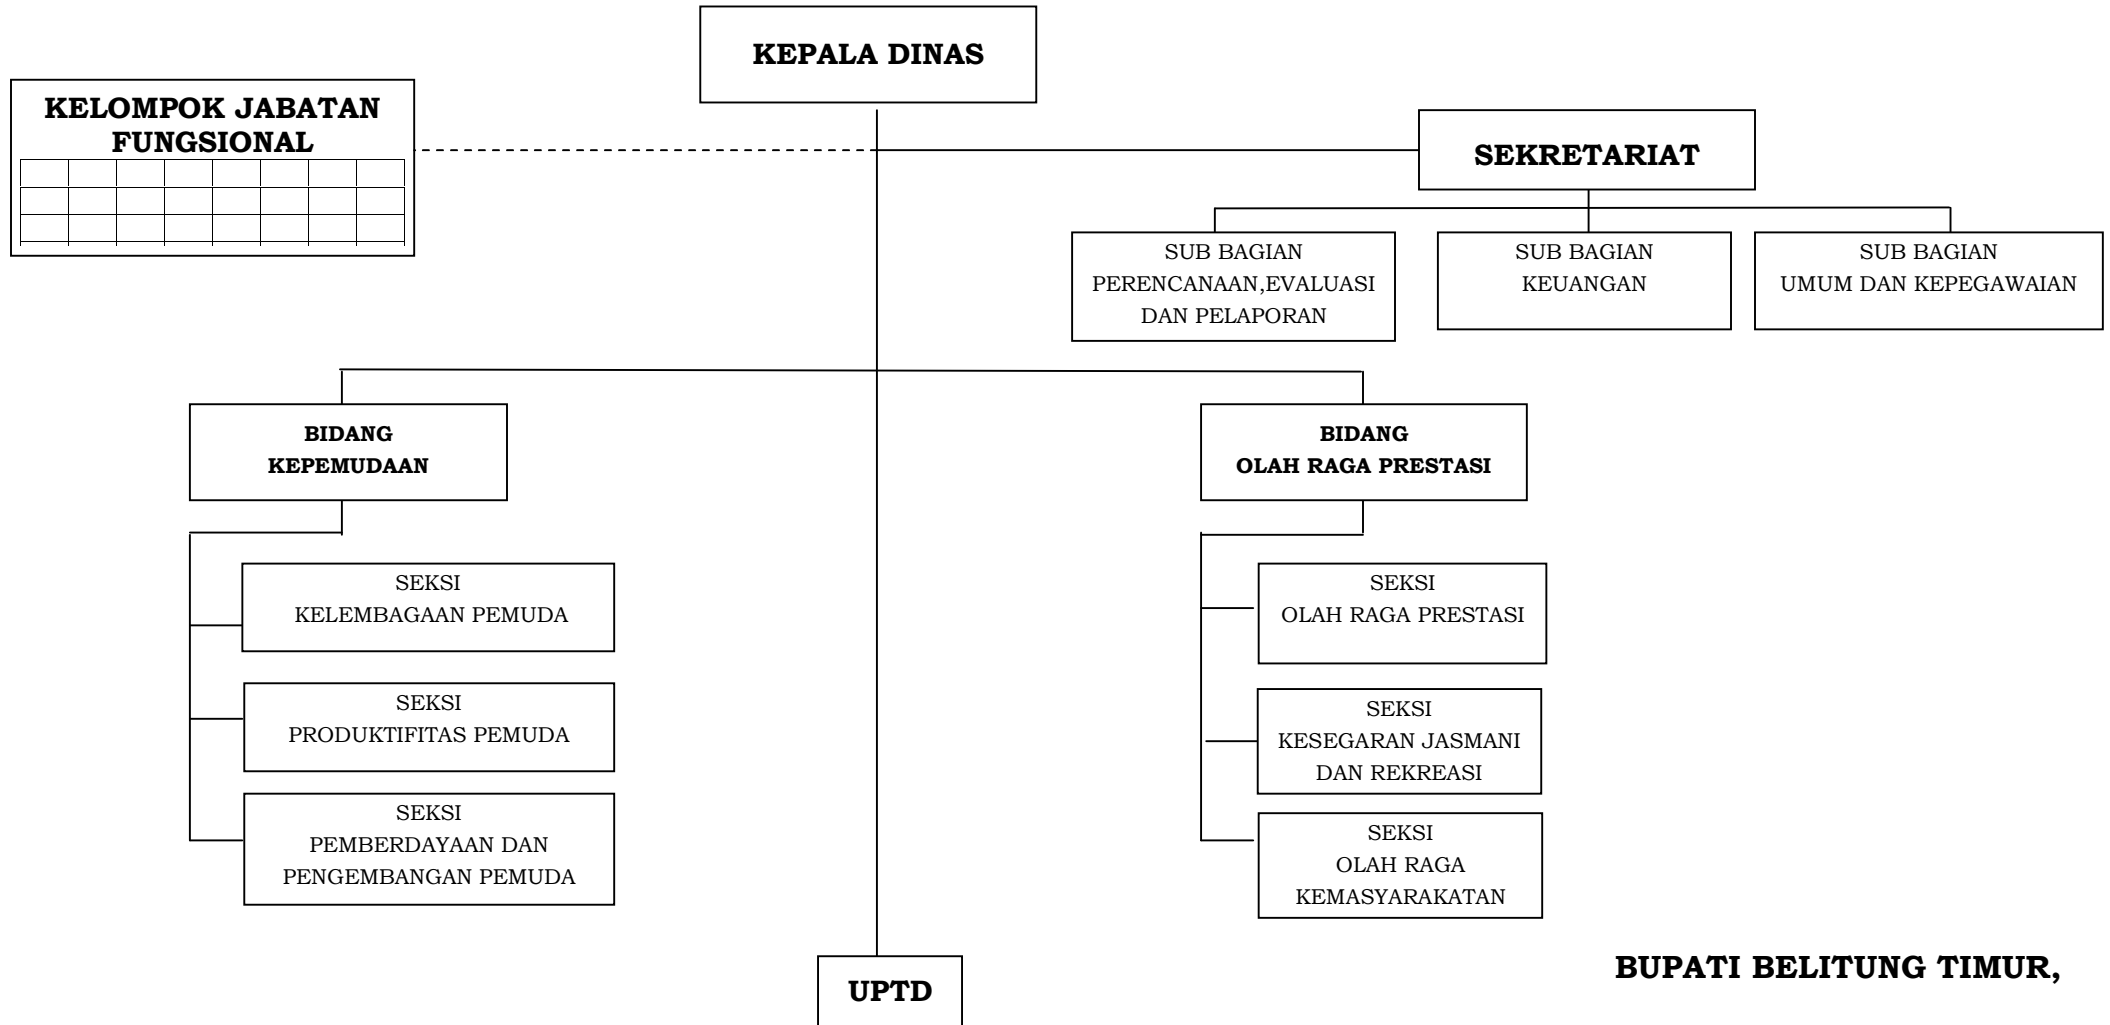 KEPALA DINAS
KELOMPOK JABATAN
FUNGSIONAL
SEKRETARIAT
SUB BAGIAN
PERENCANAAN,EVALUASI
DAN PELAPORAN
SUB BAGIAN
KEUANGAN
SUB BAGIAN
UMUM DAN KEPEGAWAIAN
BIDANG
KEPEMUDAAN
BIDANG
OLAH RAGA PRESTASI
SEKSI
KELEMBAGAAN PEMUDA
SEKSI
PRODUKTIFITAS PEMUDA
SEKSI
PEMBERDAYAAN DAN
PENGEMBANGAN PEMUDA
SEKSI
OLAH RAGA PRESTASI
SEKSI
KESEGARAN JASMANI
DAN REKREASI
SEKSI
OLAH RAGA
KEMASYARAKATAN
UPTD
BUPATI BELITUNG TIMUR,